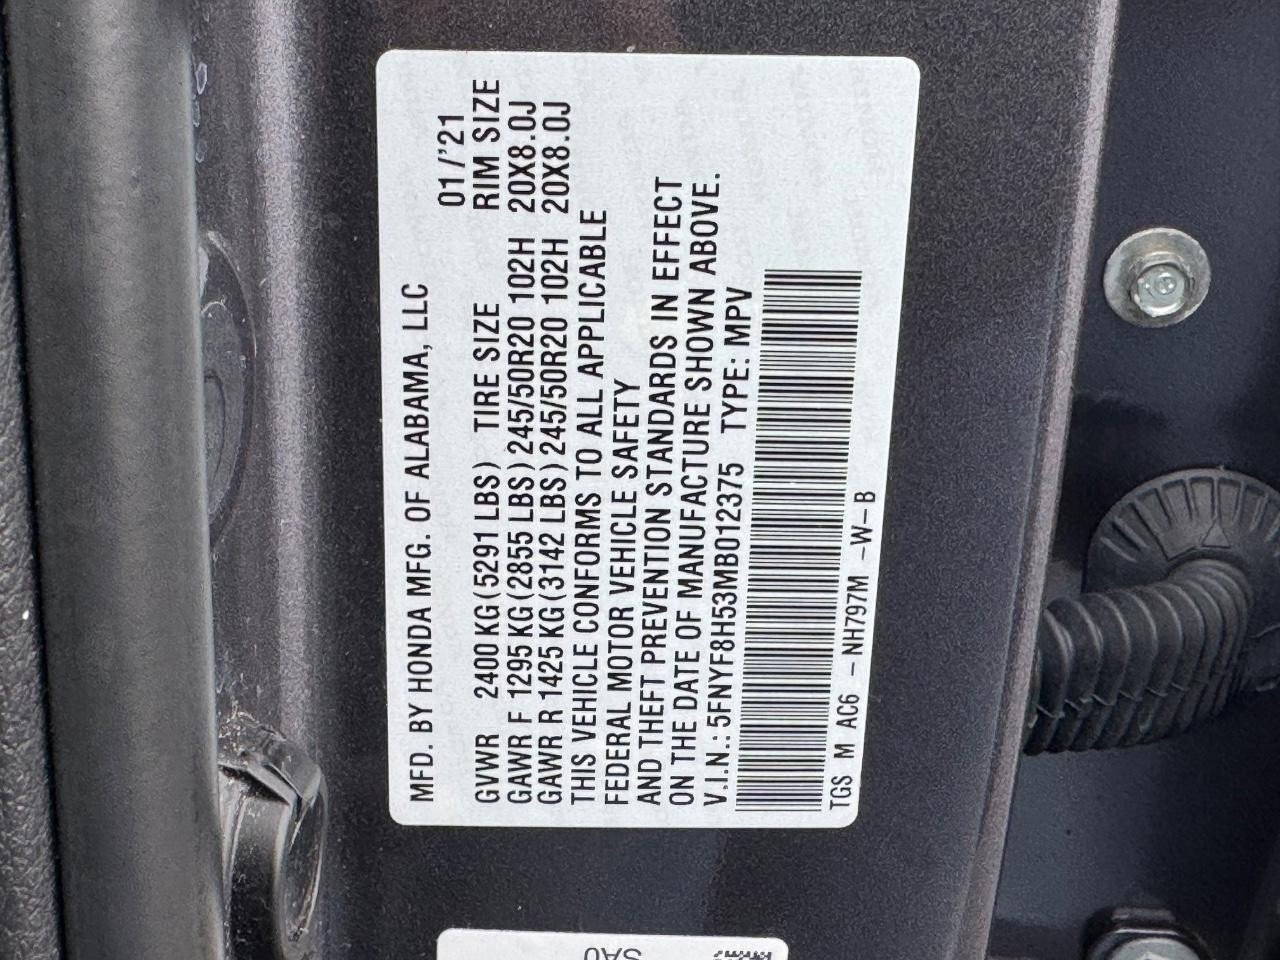 MFD. BY HONDA MFG. OF ALABAMA, LLC
01/'21
GVWR 2400 KG(5291 LBS) TIRE SIZE RIM SIZE
GAWR F 1295 KG(2855 LBS)245/50R20 102H 20X8.0J
GAWR R 1425 KG(3142 LBS)245/50R20 102H 20X8.0J
THIS VEHICLE CONFORMS TO ALL APPLICABLE
FEDERAL MOTOR VEHICLE SAFETY
AND THEFT PREVENTION STANDARDS IN EFFECT
ON THE DATE OF MANUFACTURE SHOWN ABOVE.
V.I.N.:5FNYF8H53MB012375 TYPE: MPV
TGS M AC6 -NH797M -W-B